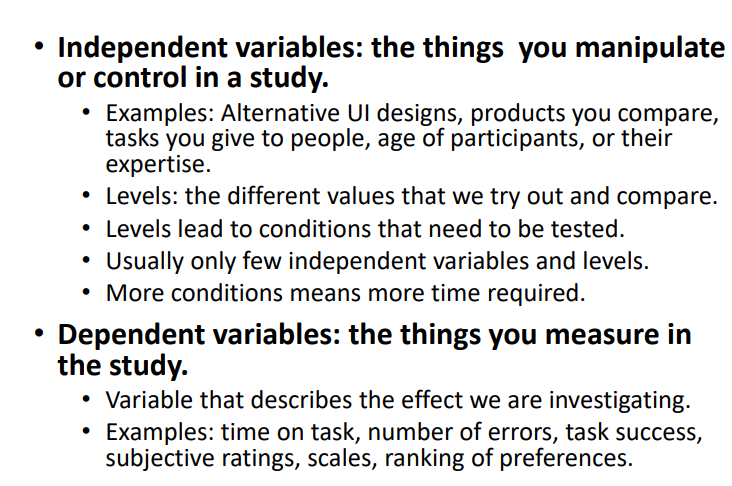 • Independent variables: the things  you manipulate
or control in a study.
• Examples: Alternative UI designs, products you compare,
tasks you give to people, age of participants, or their
expertise.
• Levels: the different values that we try out and compare.
• Levels lead to conditions that need to be tested.
• Usually only few independent variables and levels.
• More conditions means more time required.
• Dependent variables: the things you measure in
the study.
• Variable that describes the effect we are investigating.
• Examples: time on task, number of errors, task success,
subjective ratings, scales, ranking of preferences.